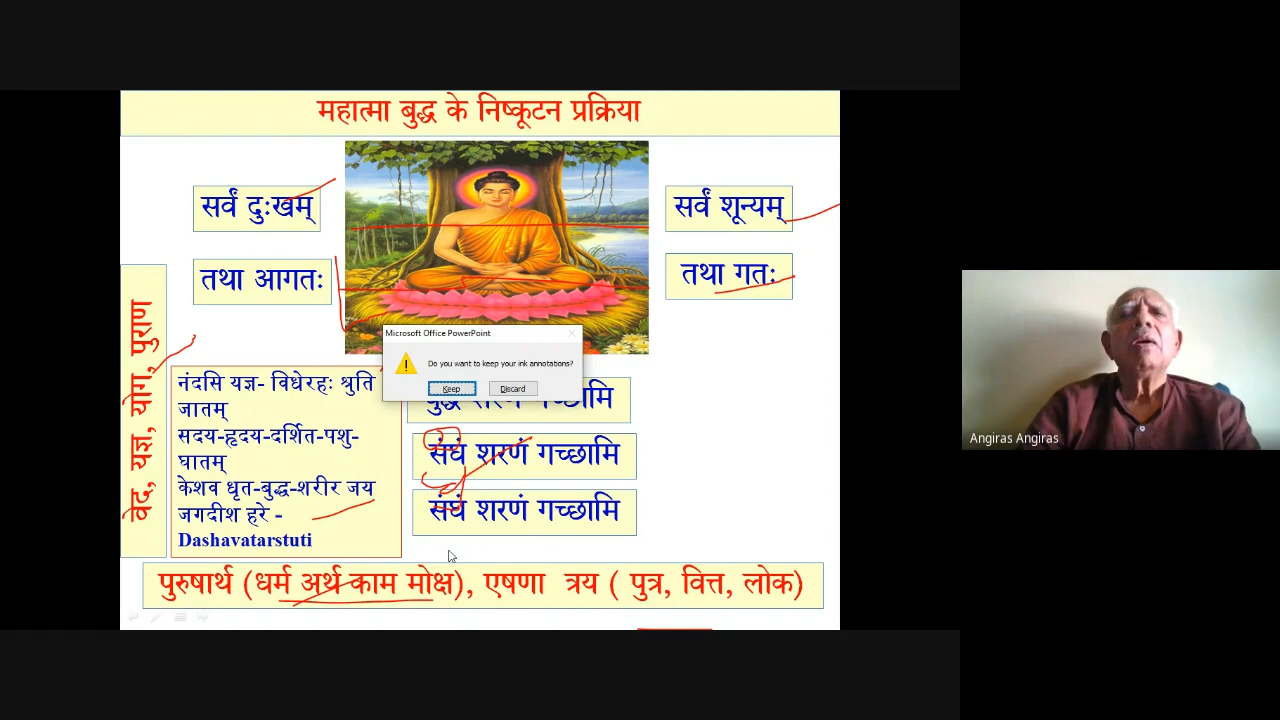 महात्मा बुद्ध के निष्कूटन प्रक्रिया
सर्वं दुःखम्
सर्वं शून्यम्
तथा आगतः
तथा गतः
वेद, यज्ञ, योग, पुराण
नंदसि यज्ञ- विधेरहः श्रुति
जातम्
सदय-हृदय-दर्शित-पशु-
घातम्
केशव धृत-बुद्ध-शरीर जय
जगदीश हरे -
Dashavatarstuti
Microsoft Office PowerPoint
Do you want to keep your ink annotations?
Keep
Discard
शरणं गच्छामि
संघं शरणं गच्छामि
संघं शरणं गच्छामि
पुरुषार्थ (धर्म अर्थ काम मोक्ष), एषणा त्रय ( पुत्र, वित्त, लोक)
Angiras Angiras